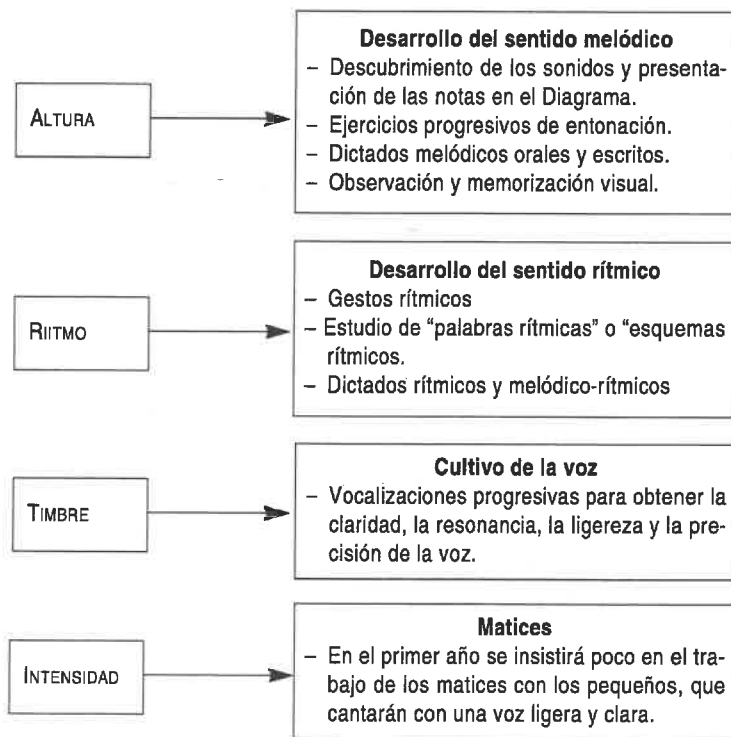 ALTURA
Desarrollo del sentido melódico
– Descubrimiento de los sonidos y presenta-
ción de las notas en el Diagrama.
– Ejercicios progresivos de entonación.
– Dictados melódicos orales y escritos.
– Observación y memorización visual.
RIITMO
Desarrollo del sentido rítmico
– Gestos rítmicos
– Estudio de “palabras rítmicas” o “esquemas
rítmicos.
– Dictados rítmicos y melódico-rítmicos
TIMBRE
Cultivo de la voz
– Vocalizaciones progresivas para obtener la
claridad, la resonancia, la ligereza y la pre-
cisión de la voz.
INTENSIDAD
Matices
– En el primer año se insistirá poco en el tra-
bajo de los matices con los pequeños, que
cantarán con una voz ligera y clara.